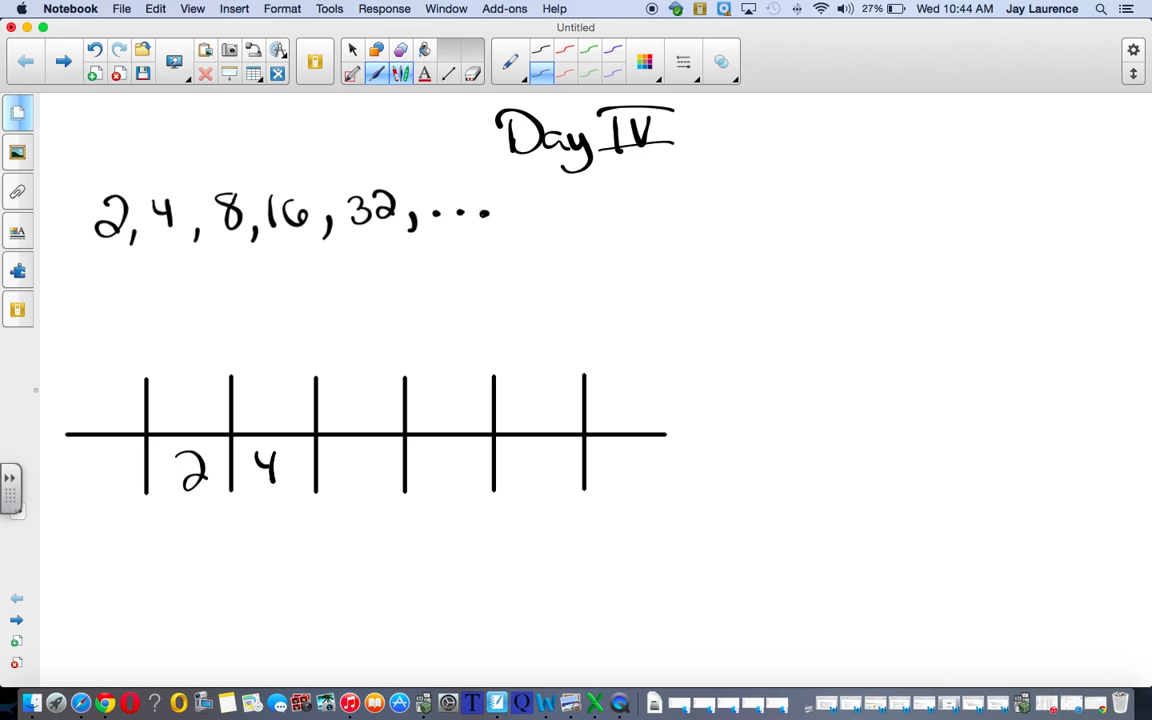 Notebook File Edit View Insert Format Tools Response Window Add-ons Help 27% Wed 10:44 AM Jay Laurence
Untitled
Day IV
2, 4, 8, 16, 32, ...
2 4